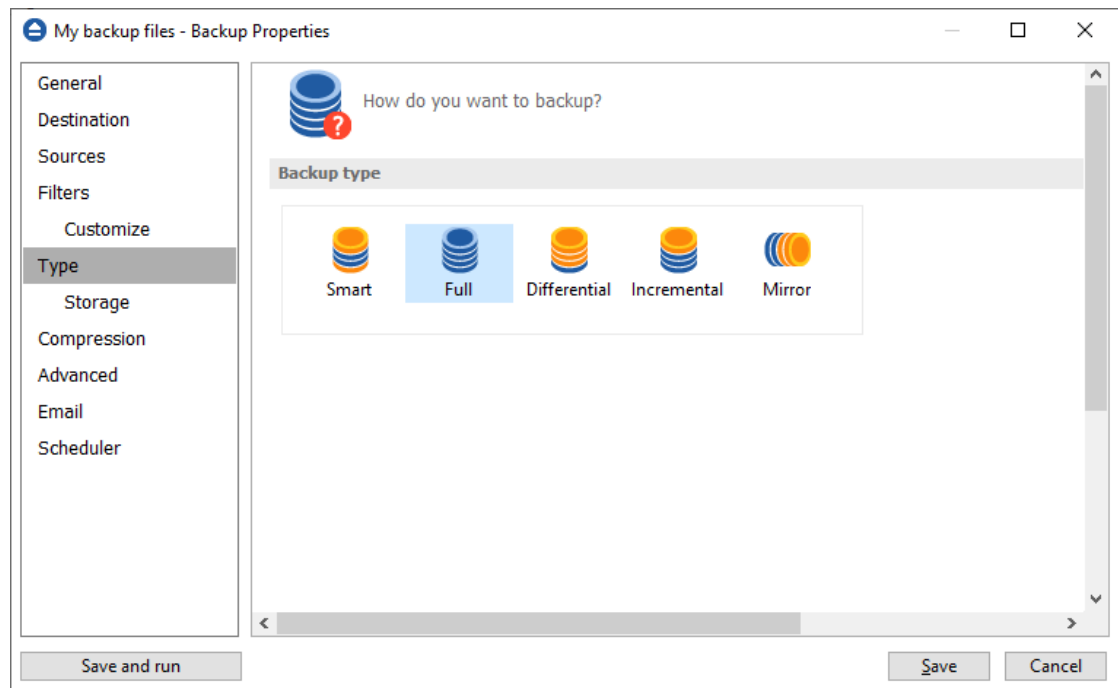 My backup files - Backup Properties
General
Destination
Sources
Filters
Customize
Type
Storage
Compression
Advanced
Email
Scheduler
How do you want to backup?
?
Backup type
Smart Full Differential Incremental Mirror
Save and run Save Cancel